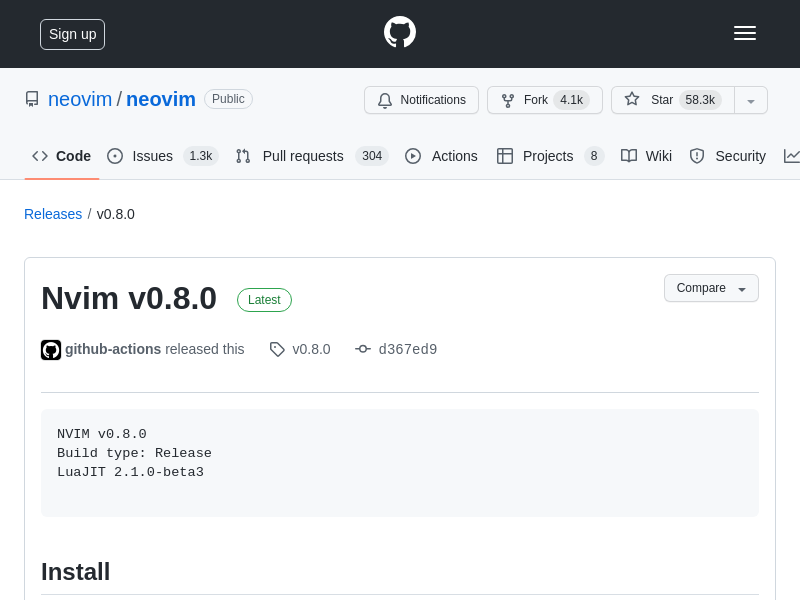 Sign up
neovim / neovim Public
Notifications Fork 4.1k Star 58.3k
Code Issues 1.3k Pull requests 304 Actions Projects 8 Wiki Security
Releases / v0.8.0
Nvim v0.8.0 Latest Compare
github-actions released this v0.8.0 d367ed9
NVIM v0.8.0
Build type: Release
LuaJIT 2.1.0-beta3
Install